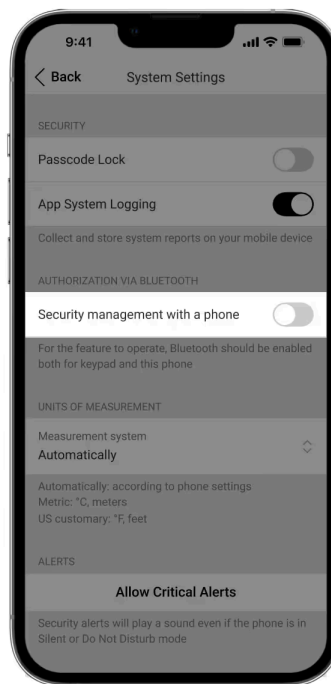 9:41
Back
System Settings
SECURITY
Passcode Lock
App System Logging
Collect and store system reports on your mobile device
AUTHORIZATION VIA BLUETOOTH
Security management with a phone
For the feature to operate, Bluetooth should be enabled
both for keypad and this phone
UNITS OF MEASUREMENT
Measurement system
Automatically
Automatically: according to phone settings
Metric: °C, meters
US customary: °F, feet
ALERTS
Allow Critical Alerts
Security alerts will play a sound even if the phone is in
Silent or Do Not Disturb mode